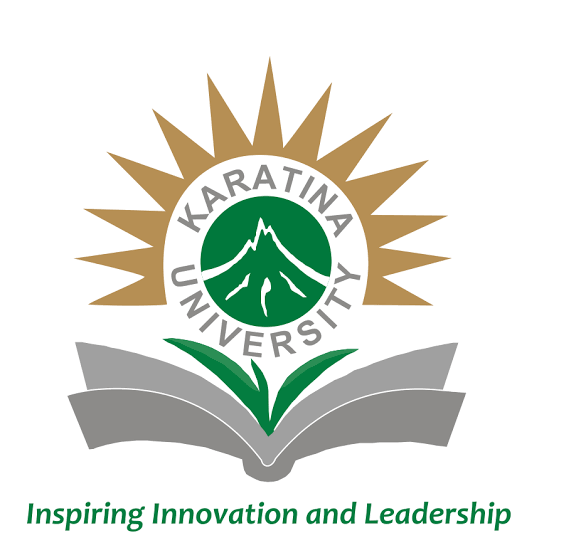 KARATINA
UNIVERSITY
Inspiring Innovation and Leadership